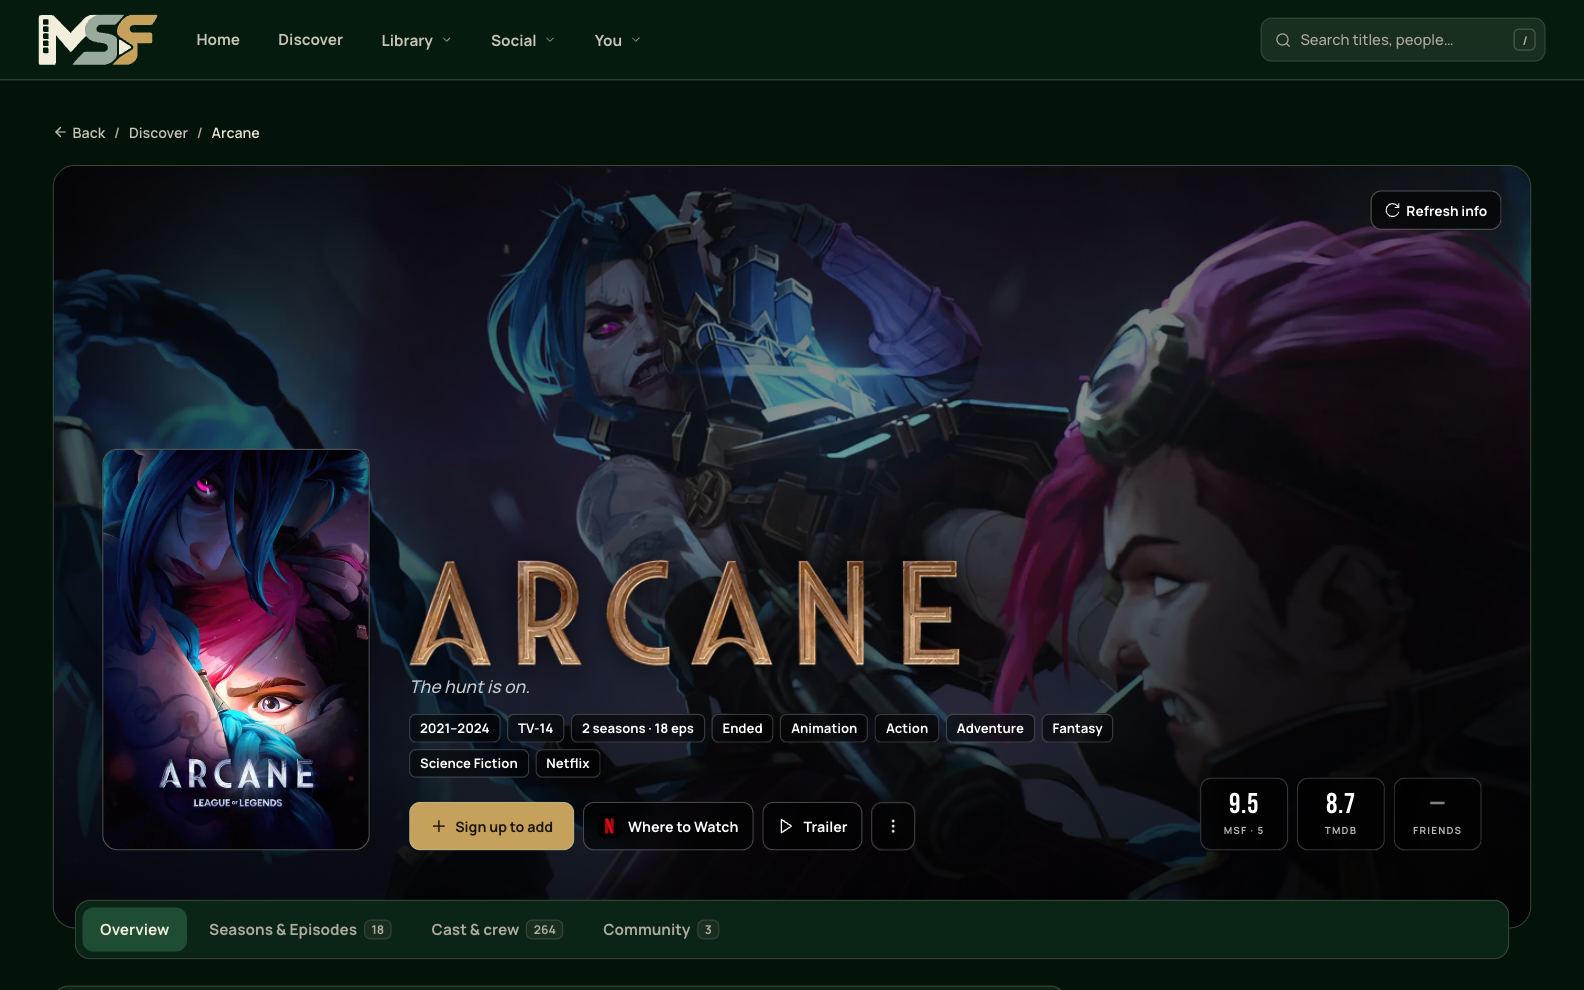 MSF
Home
Discover
Library
Social
You
Search titles, people...
/
Back / Discover / Arcane
Refresh info
ARCANE
LEAGUE OF LEGENDS
ARCANE
The hunt is on.
2021–2024
TV-14
2 seasons · 18 eps
Ended
Animation
Action
Adventure
Fantasy
Science Fiction
Netflix
Sign up to add
N
Where to Watch
Trailer
9.5
MSF · 5
8.7
TMDB
—
FRIENDS
Overview
Seasons & Episodes 18
Cast & crew 264
Community 3